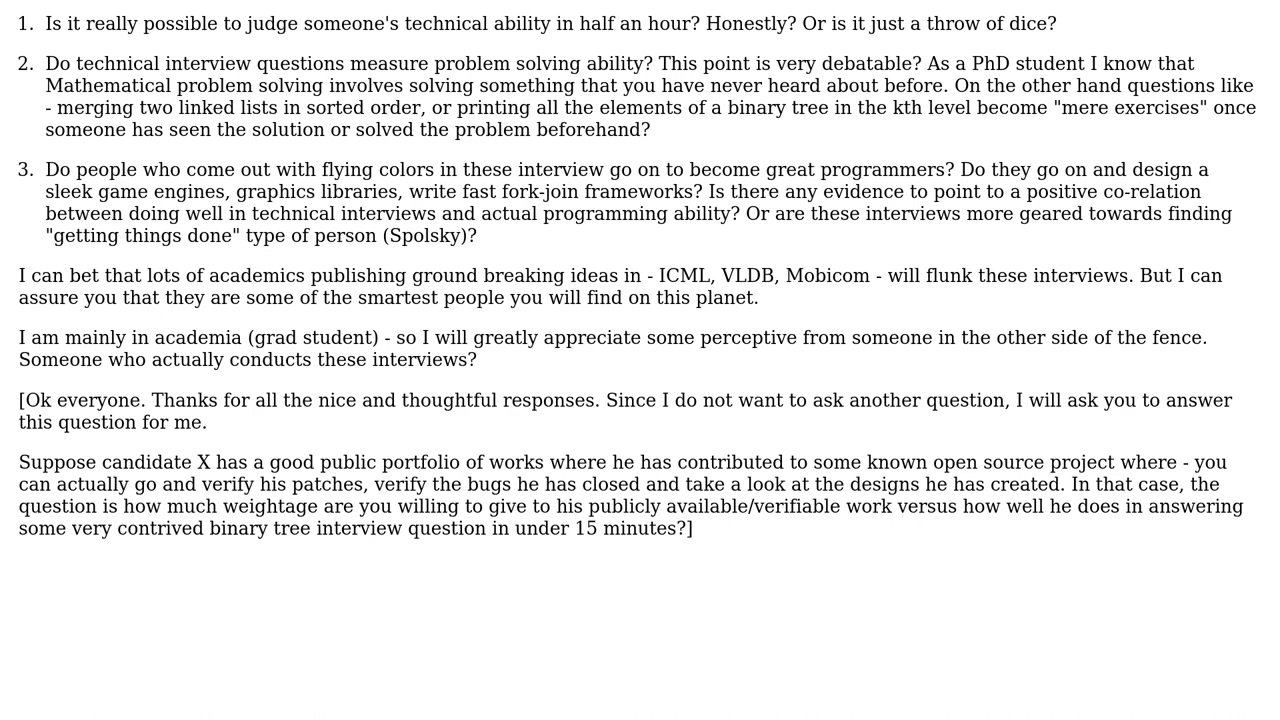 1. Is it really possible to judge someone's technical ability in half an hour? Honestly? Or is it just a throw of dice?
2. Do technical interview questions measure problem solving ability? This point is very debatable? As a PhD student I know that
Mathematical problem solving involves solving something that you have never heard about before. On the other hand questions like
- merging two linked lists in sorted order, or printing all the elements of a binary tree in the kth level become "mere exercises" once
someone has seen the solution or solved the problem beforehand?
3. Do people who come out with flying colors in these interview go on to become great programmers? Do they go on and design a
sleek game engines, graphics libraries, write fast fork-join frameworks? Is there any evidence to point to a positive co-relation
between doing well in technical interviews and actual programming ability? Or are these interviews more geared towards finding
"getting things done" type of person (Spolsky)?
I can bet that lots of academics publishing ground breaking ideas in - ICML, VLDB, Mobicom - will flunk these interviews. But I can
assure you that they are some of the smartest people you will find on this planet.
I am mainly in academia (grad student) - so I will greatly appreciate some perceptive from someone in the other side of the fence.
Someone who actually conducts these interviews?
[Ok everyone. Thanks for all the nice and thoughtful responses. Since I do not want to ask another question, I will ask you to answer
this question for me.
Suppose candidate X has a good public portfolio of works where he has contributed to some known open source project where - you
can actually go and verify his patches, verify the bugs he has closed and take a look at the designs he has created. In that case, the
question is how much weightage are you willing to give to his publicly available/verifiable work versus how well he does in answering
some very contrived binary tree interview question in under 15 minutes?]